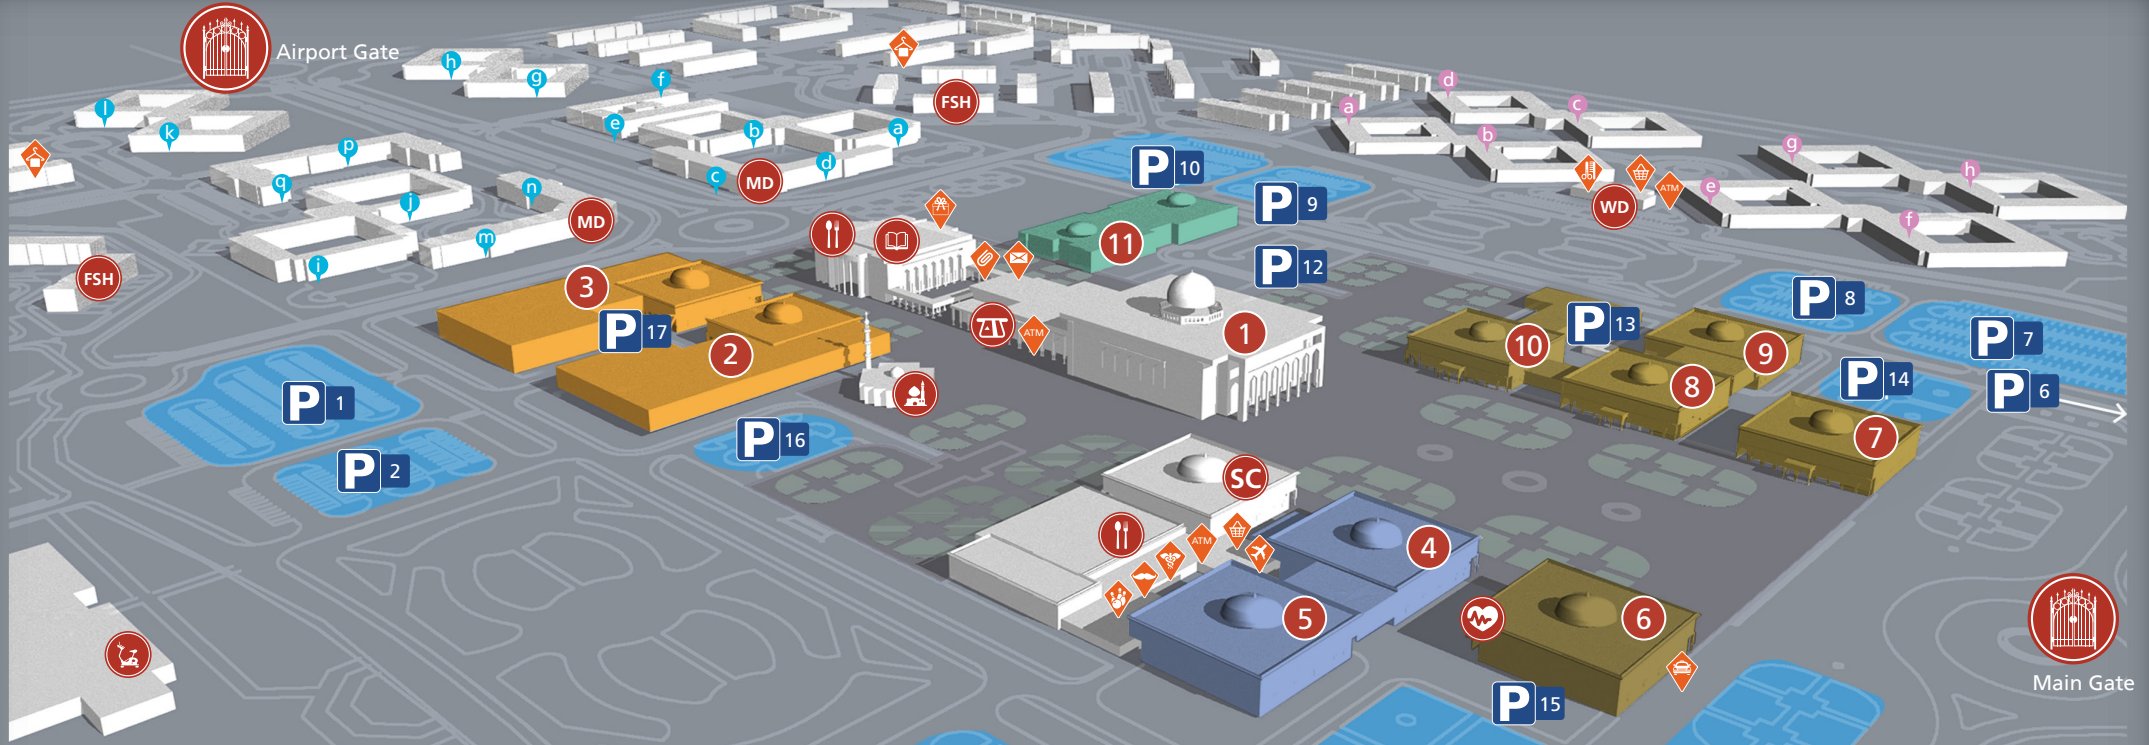 Airport Gate
h
g
f
l
k
e
b
a
FSH
d
a
c
b
p
q
j
n
MD
c
MD
d
P 10
P 9
g
h
e
f
ATM
WD
m
i
FSH
3
11
P 12
P 17
2
ATM
1
10
P 13
9
P 8
P 7
8
P 14
P 6
7
P 1
P 2
P 16
SC
4
ATM
5
6
P 15
Main Gate